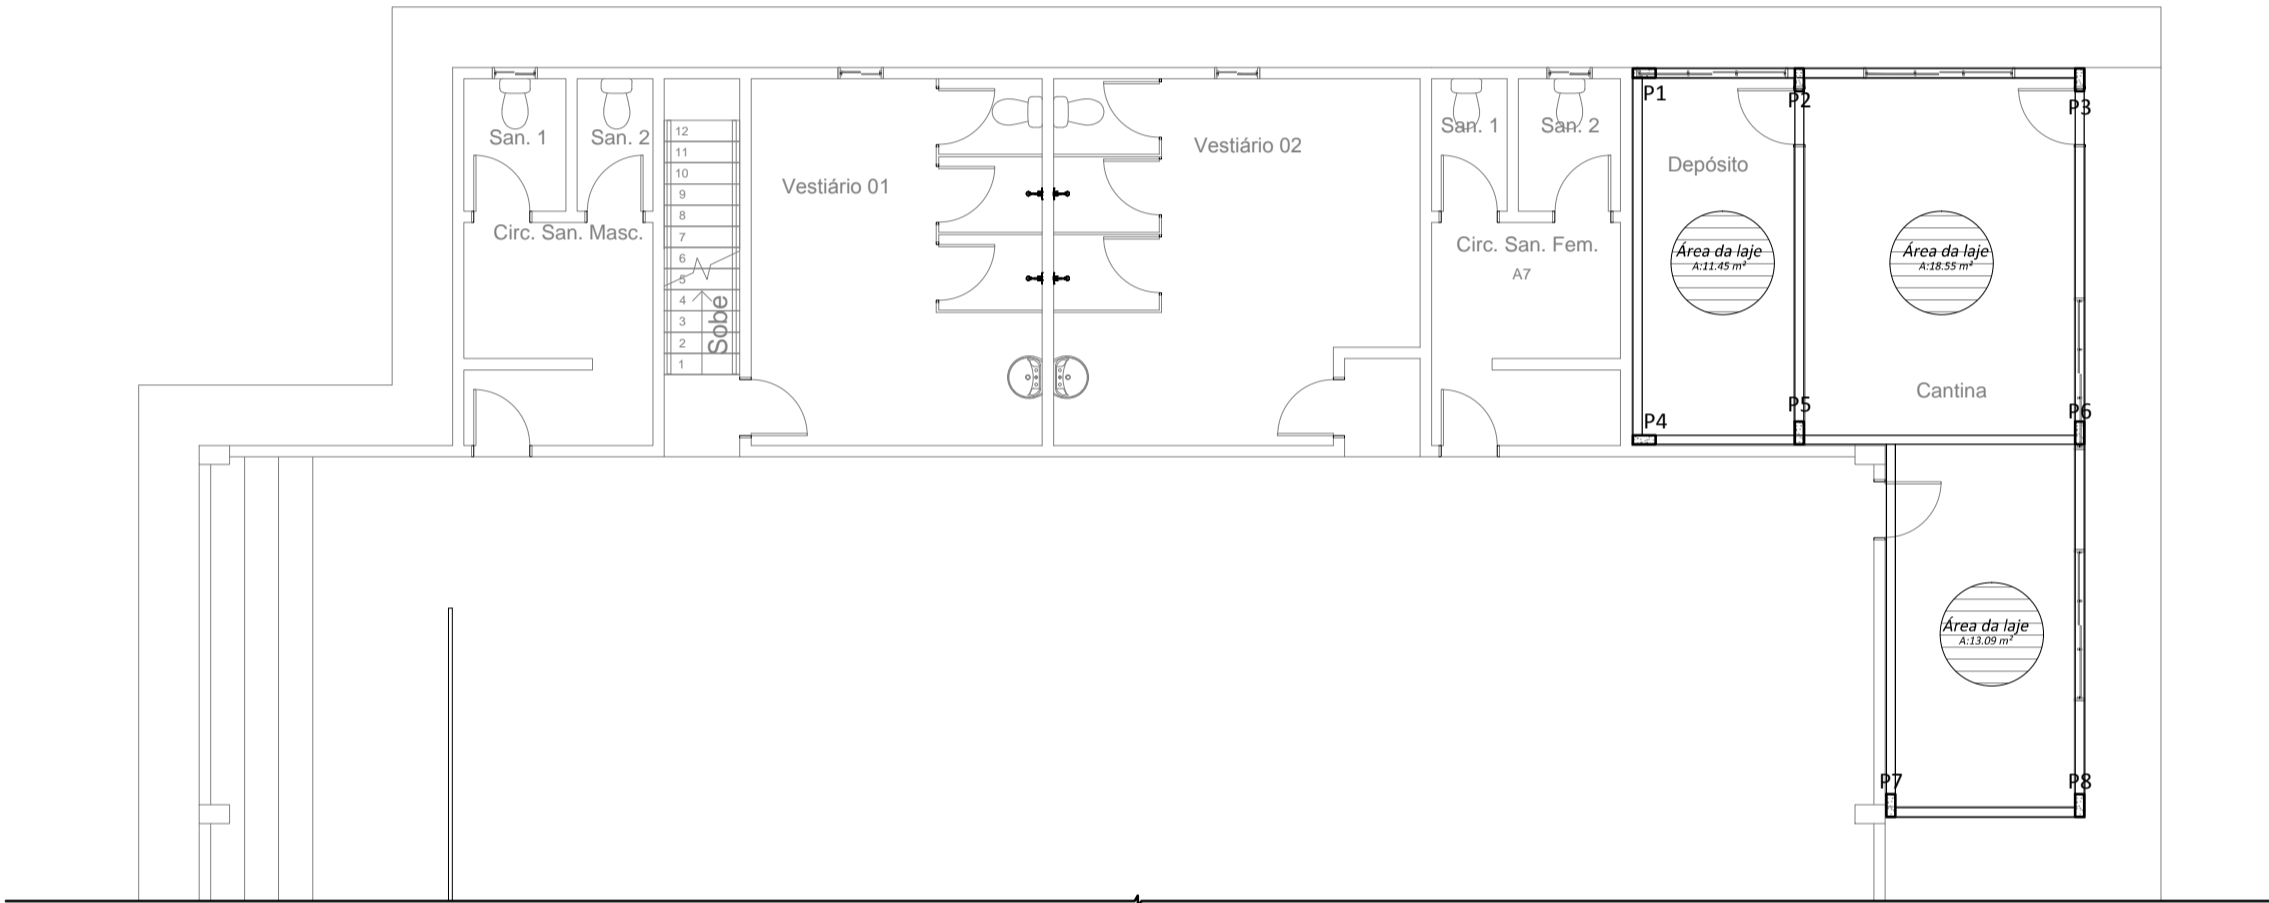 San. 1
San. 2
Circ. San. Masc.
12
11
10
9
8
7
6
5
4
3
2
1
Sobe
Vestiário 01
Vestiário 02
San. 1
San. 2
Circ. San. Fem.
A7
P1
P2
P3
Depósito
Área da laje
A:11.45 m²
Área da laje
A:18.55 m²
Cantina
P4
P5
P6
Área da laje
A:13.09 m²
P7
P8